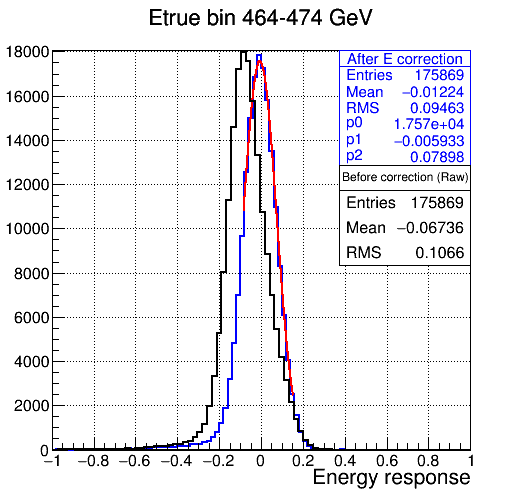 Etrue bin 464-474 GeV
After E correction
Entries 175869
Mean −0.01224
RMS 0.09463
p0 1.757e+04
p1 −0.005933
p2 0.07898
Before correction (Raw)
Entries 175869
Mean −0.06736
RMS 0.1066
18000
16000
14000
12000
10000
8000
6000
4000
2000
0
−1 −0.8 −0.6 −0.4 −0.2 0 0.2 0.4 0.6 0.8 1
Energy response